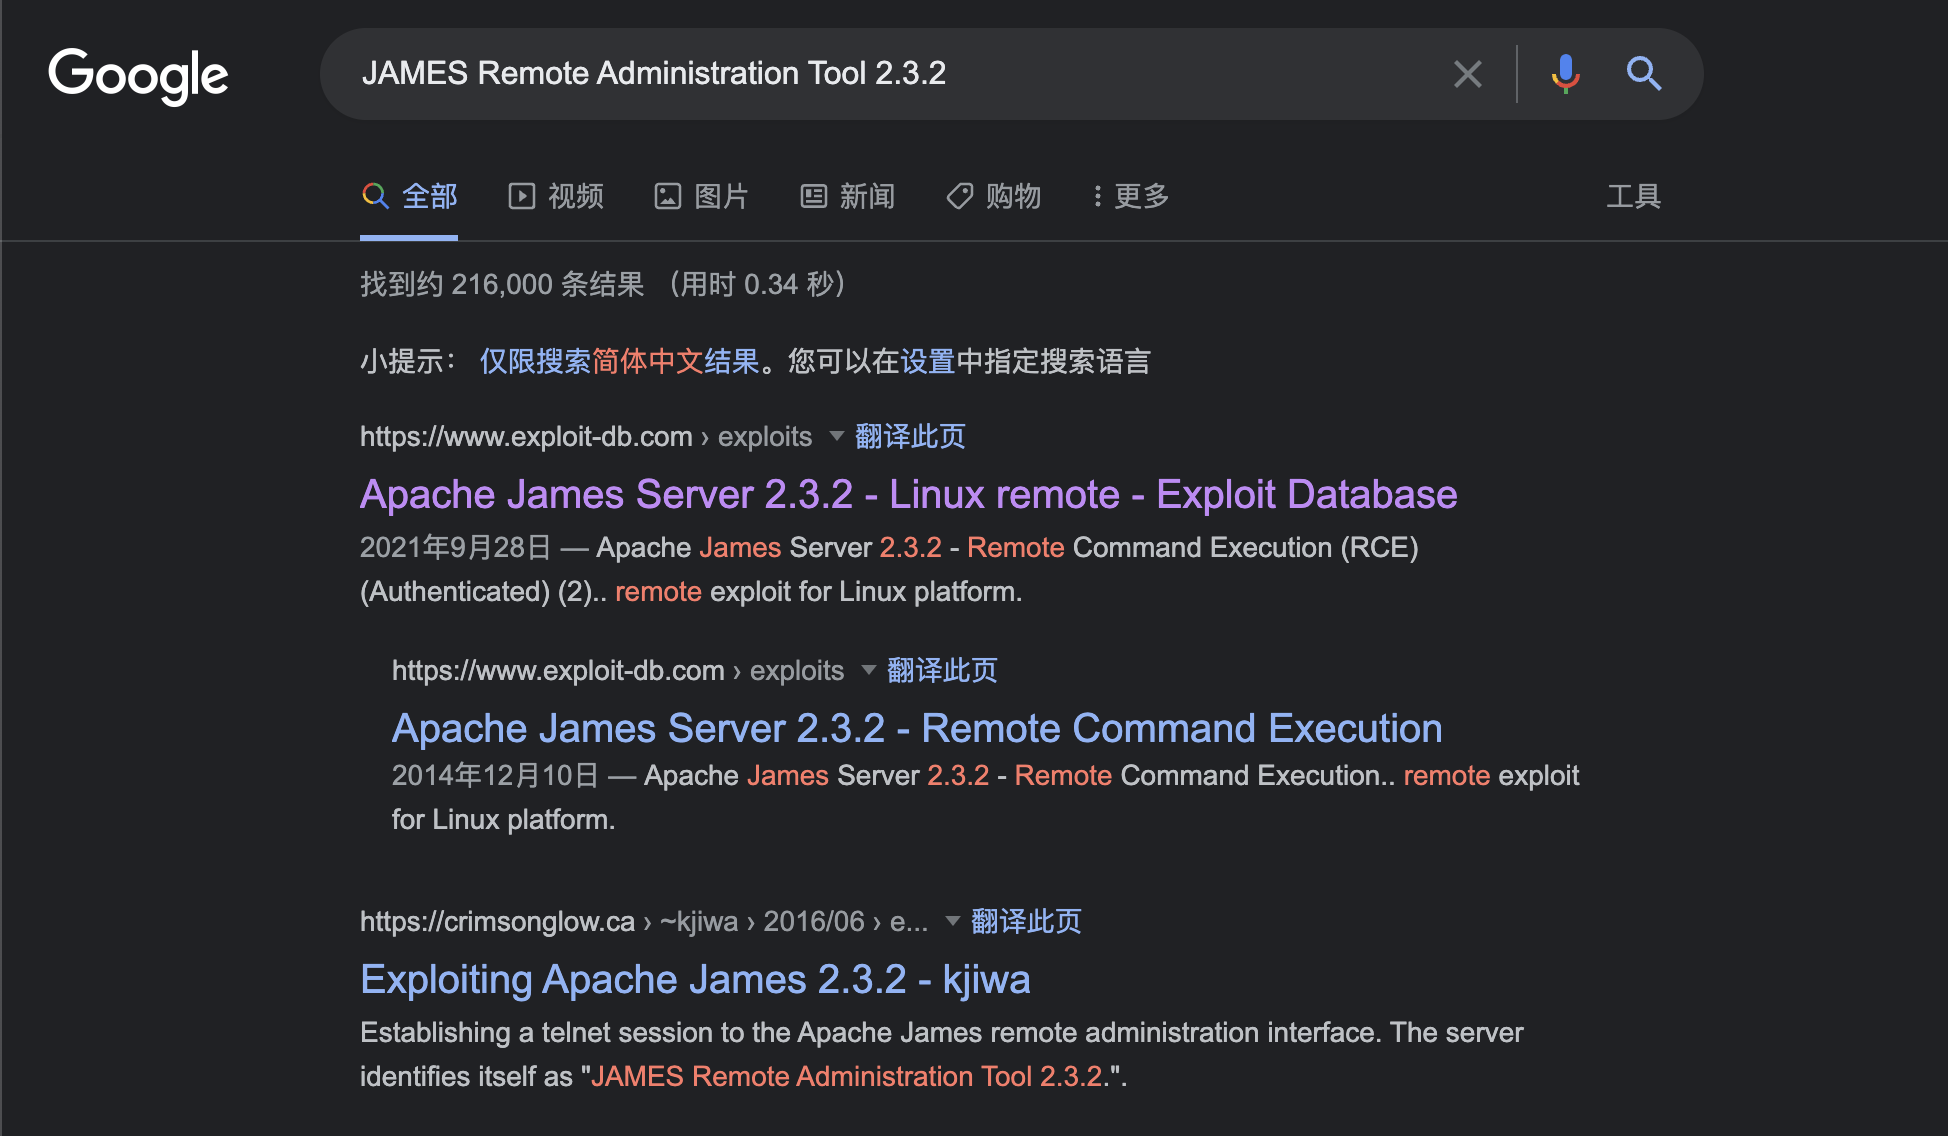 Google
JAMES Remote Administration Tool 2.3.2
全部 视频 图片 新闻 购物 更多 工具
找到约 216,000 条结果 （用时 0.34 秒）
小提示： 仅限搜索简体中文结果。您可以在设置中指定搜索语言
https://www.exploit-db.com › exploits 翻译此页
Apache James Server 2.3.2 - Linux remote - Exploit Database
2021年9月28日 — Apache James Server 2.3.2 - Remote Command Execution (RCE)
(Authenticated) (2).. remote exploit for Linux platform.
https://www.exploit-db.com › exploits 翻译此页
Apache James Server 2.3.2 - Remote Command Execution
2014年12月10日 — Apache James Server 2.3.2 - Remote Command Execution.. remote exploit
for Linux platform.
https://crimsonglow.ca › ~kjiwa › 2016/06 › e... 翻译此页
Exploiting Apache James 2.3.2 - kjiwa
Establishing a telnet session to the Apache James remote administration interface. The server
identifies itself as "JAMES Remote Administration Tool 2.3.2.".